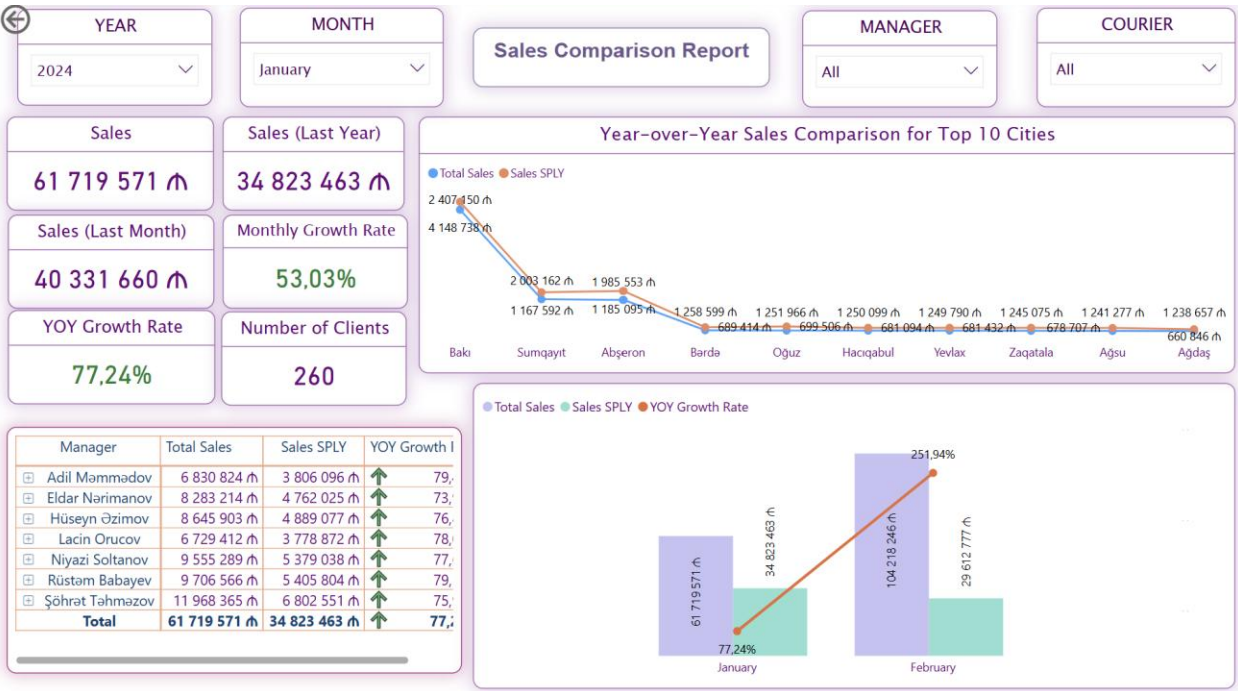 YEAR
2024
MONTH
January
Sales Comparison Report
MANAGER
All
COURIER
All
Sales
61 719 571 ₼
Sales (Last Year)
34 823 463 ₼
Sales (Last Month)
40 331 660 ₼
Monthly Growth Rate
53,03%
YOY Growth Rate
77,24%
Number of Clients
260
Year-over-Year Sales Comparison for Top 10 Cities
Total Sales Sales SPLY
2 407 150 ₼
4 148 738 ₼
2 003 162 ₼ 1 985 553 ₼
1 167 592 ₼ 1 185 095 ₼
1 258 599 ₼ 1 251 966 ₼ 1 250 099 ₼ 1 249 790 ₼ 1 245 075 ₼ 1 241 277 ₼ 1 238 657 ₼
689 414 ₼ 699 506 ₼ 681 094 ₼ 681 432 ₼ 678 707 ₼ 660 846 ₼
Bakı Sumqayıt Abşeron Bərdə Oğuz Hacıqabul Yevlax Zaqatala Ağsu Ağdaş
Manager Total Sales Sales SPLY YOY Growth
Adil Məmmədov 6 830 824 ₼ 3 806 096 ₼ 79,
Eldar Nərimanov 8 283 214 ₼ 4 762 025 ₼ 73,
Hüseyn Əzimov 8 645 903 ₼ 4 889 077 ₼ 76,
Lacin Orucov 6 729 412 ₼ 3 778 872 ₼ 78,
Niyazi Soltanov 9 555 289 ₼ 5 379 038 ₼ 77,
Rüstəm Babayev 9 706 566 ₼ 5 405 804 ₼ 79,
Şöhrət Təhməzov 11 968 365 ₼ 6 802 551 ₼ 75,
Total 61 719 571 ₼ 34 823 463 ₼ 77,
Total Sales Sales SPLY YOY Growth Rate
251,94%
61 719 571 ₼
34 823 463 ₼
104 218 246 ₼
29 612 777 ₼
77,24%
January February